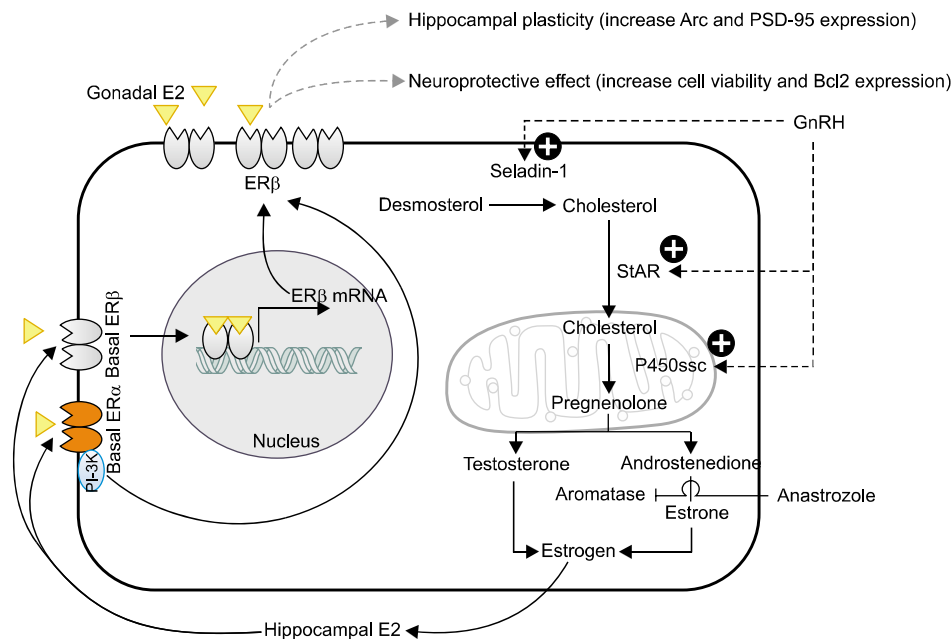 Hippocampal plasticity (increase Arc and PSD-95 expression)
Neuroprotective effect (increase cell viability and Bcl2 expression)
Gonadal E2
GnRH
ERβ
Seladin-1
Desmosterol
Cholesterol
StAR
ERβ mRNA
Basal ERβ
Cholesterol
P450ssc
Pregnenolone
Basal ERα
PI-3K
Nucleus
Testosterone
Androstenedione
Aromatase
Anastrozole
Estrone
Estrogen
Hippocampal E2